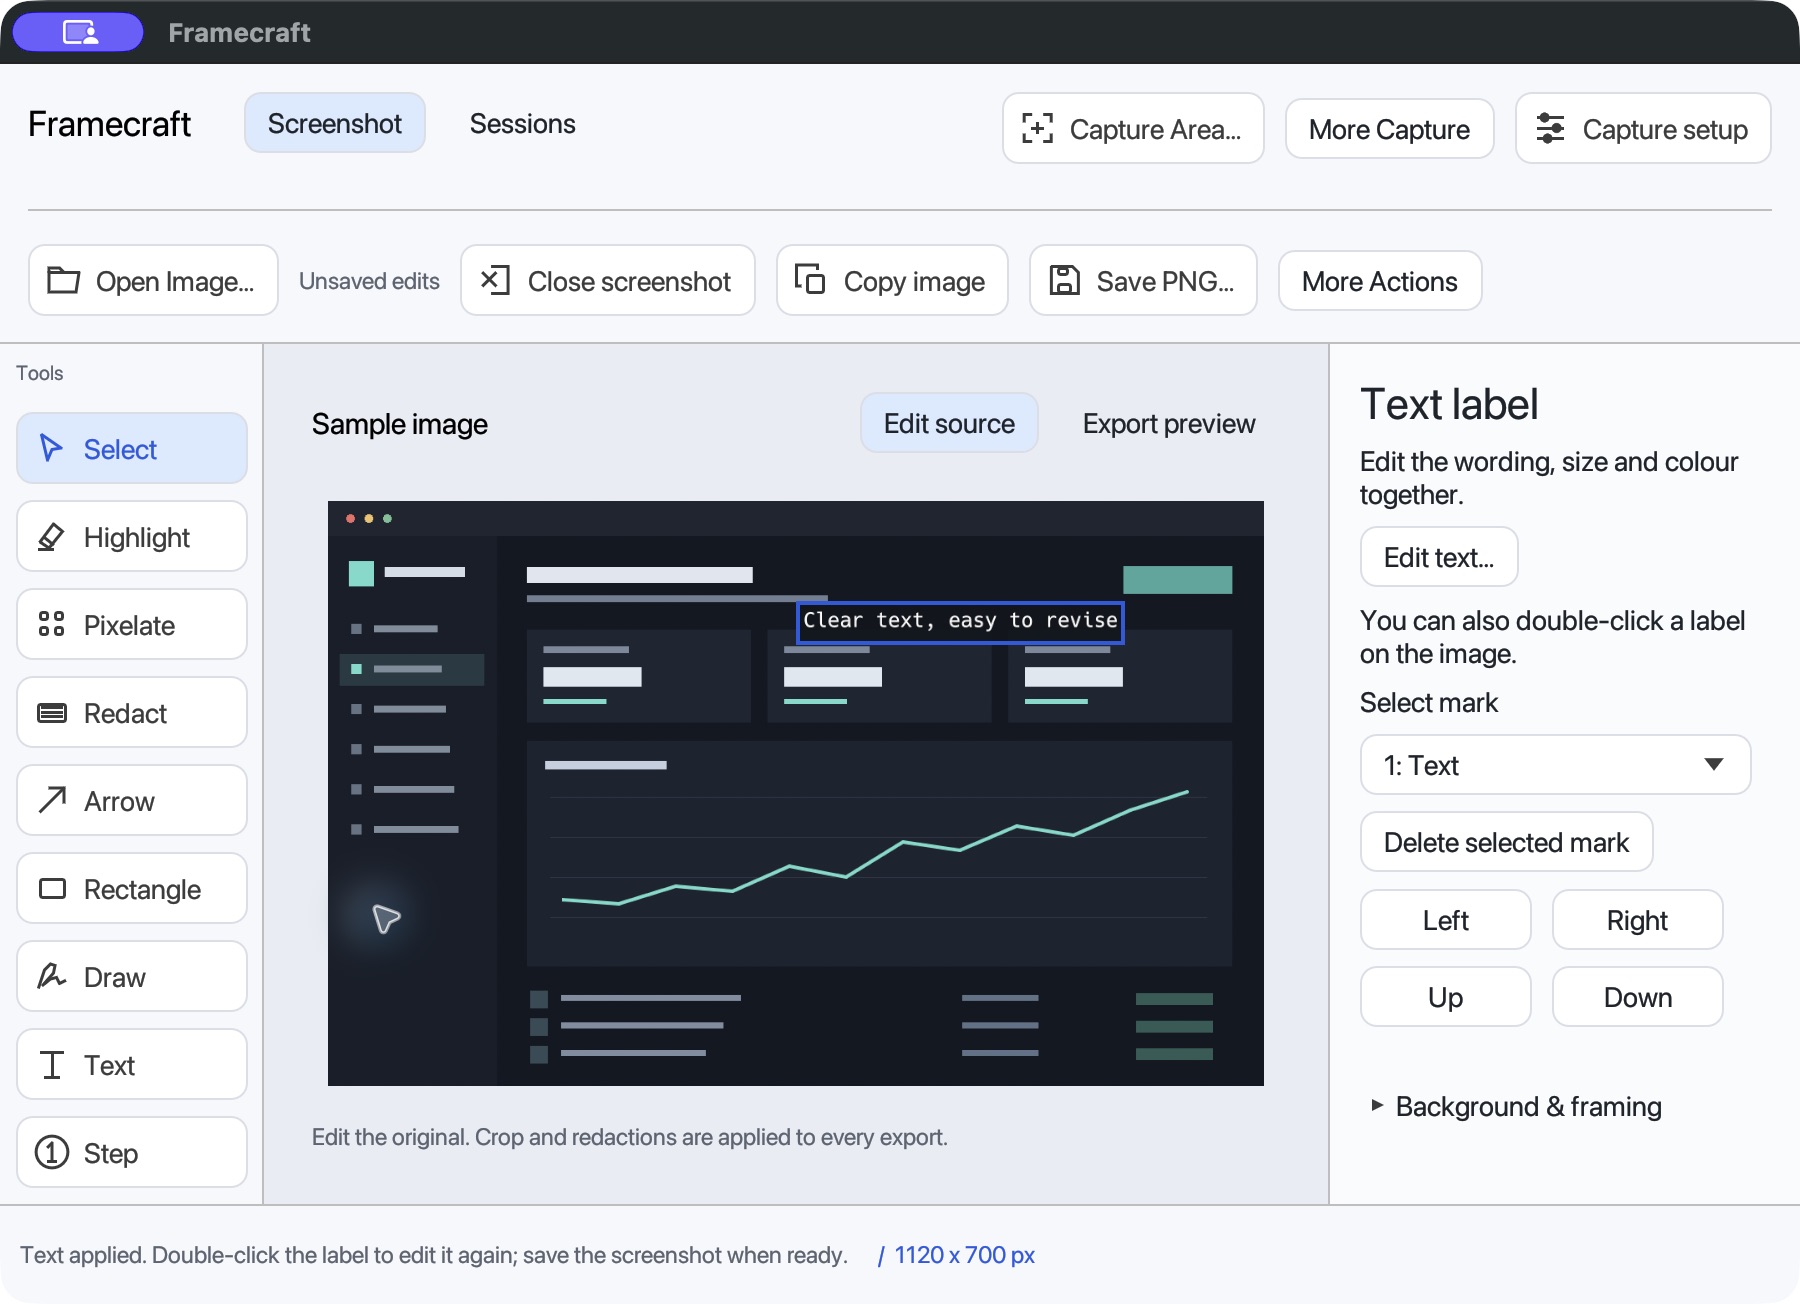 Framecraft
Framecraft
Screenshot
Sessions
Capture Area...
More Capture
Capture setup
Open Image...
Unsaved edits
Close screenshot
Copy image
Save PNG...
More Actions
Tools
Select
Highlight
Pixelate
Redact
Arrow
Rectangle
Draw
Text
1
Step
Sample image
Edit source
Export preview
Clear text, easy to revise
Edit the original. Crop and redactions are applied to every export.
Text label
Edit the wording, size and colour
together.
Edit text...
You can also double-click a label
on the image.
Select mark
1: Text
Delete selected mark
Left
Right
Up
Down
Background & framing
Text applied. Double-click the label to edit it again; save the screenshot when ready. / 1120 x 700 px